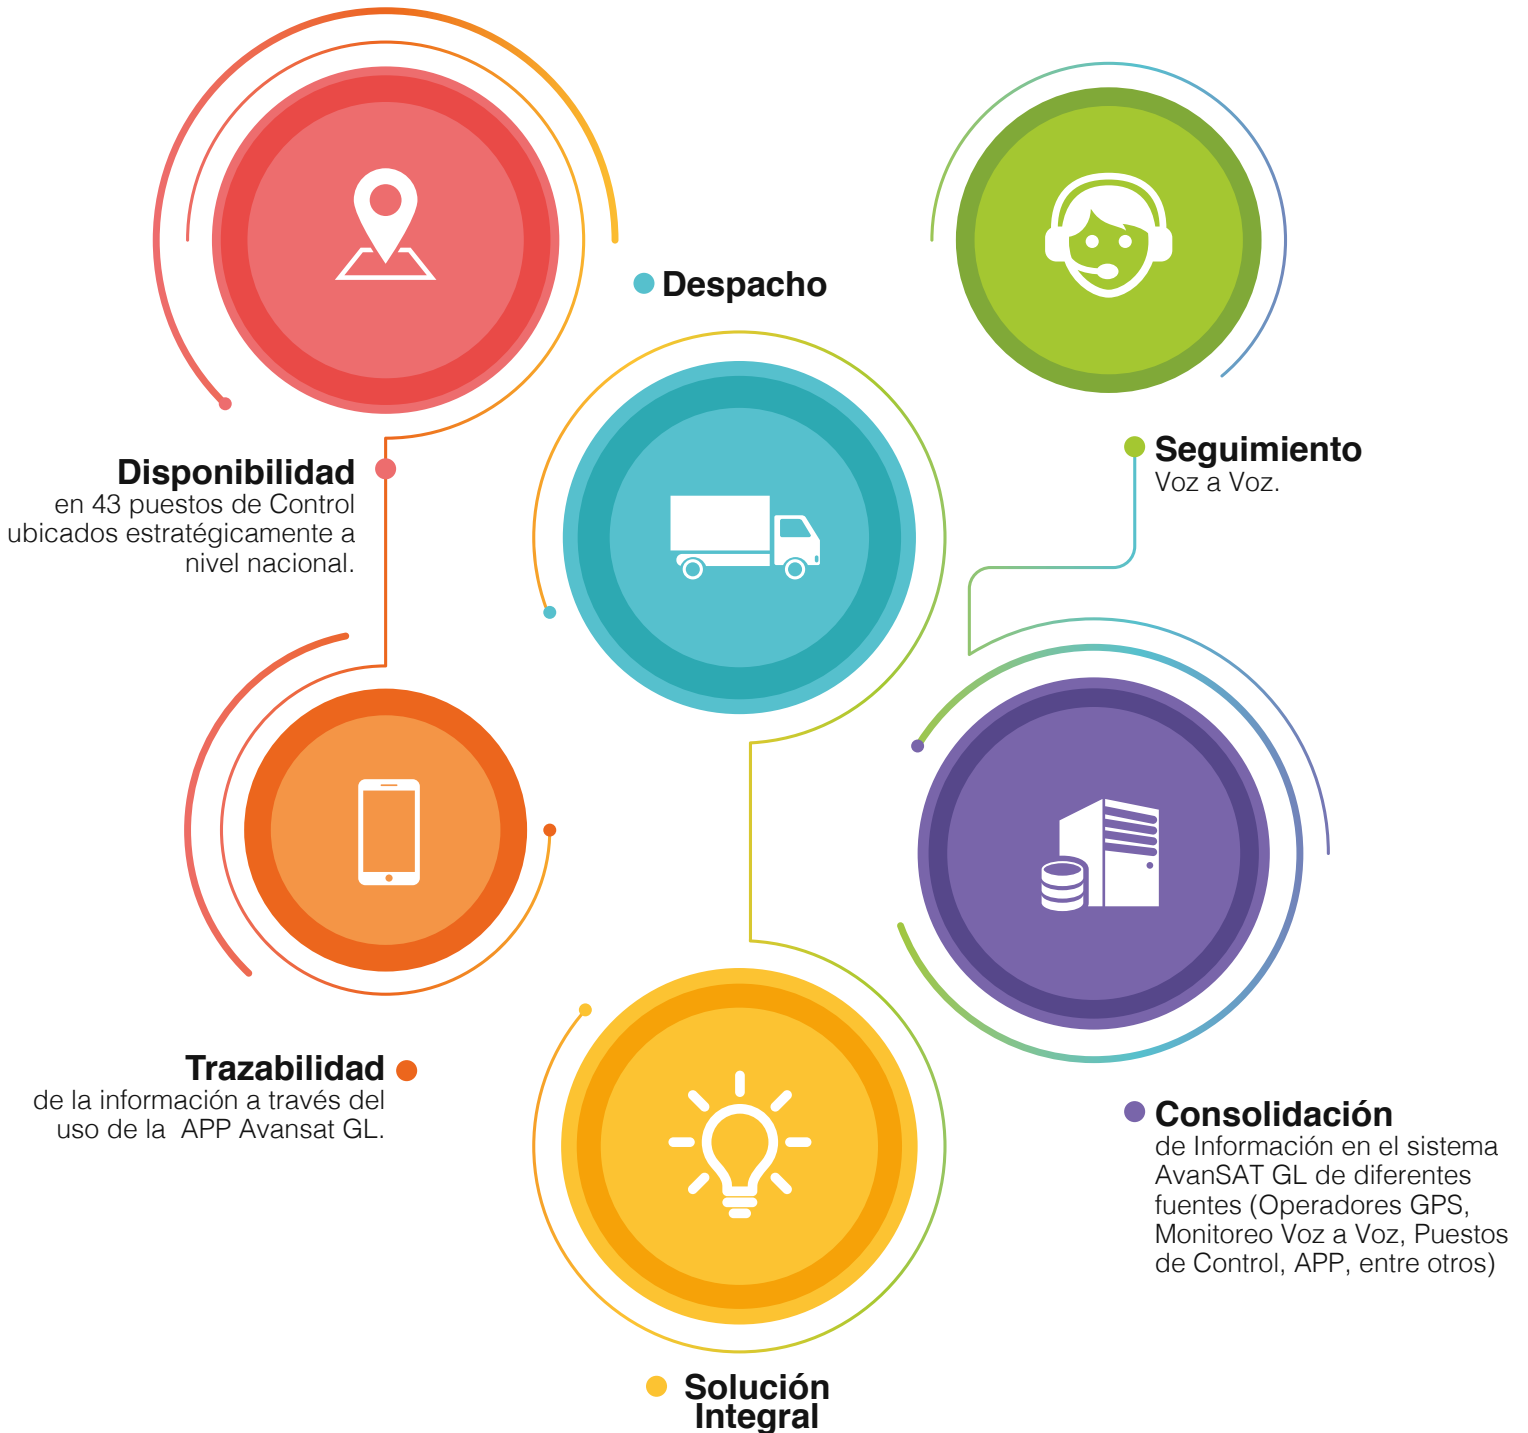 Despacho
Disponibilidad
en 43 puestos de Control
ubicados estratégicamente a
nivel nacional.
Seguimiento
Voz a Voz.
Trazabilidad
de la información a través del
uso de la  APP Avansat GL.
Consolidación
de Información en el sistema
AvanSAT GL de diferentes
fuentes (Operadores GPS,
Monitoreo Voz a Voz, Puestos
de Control, APP, entre otros)
Solución
Integral